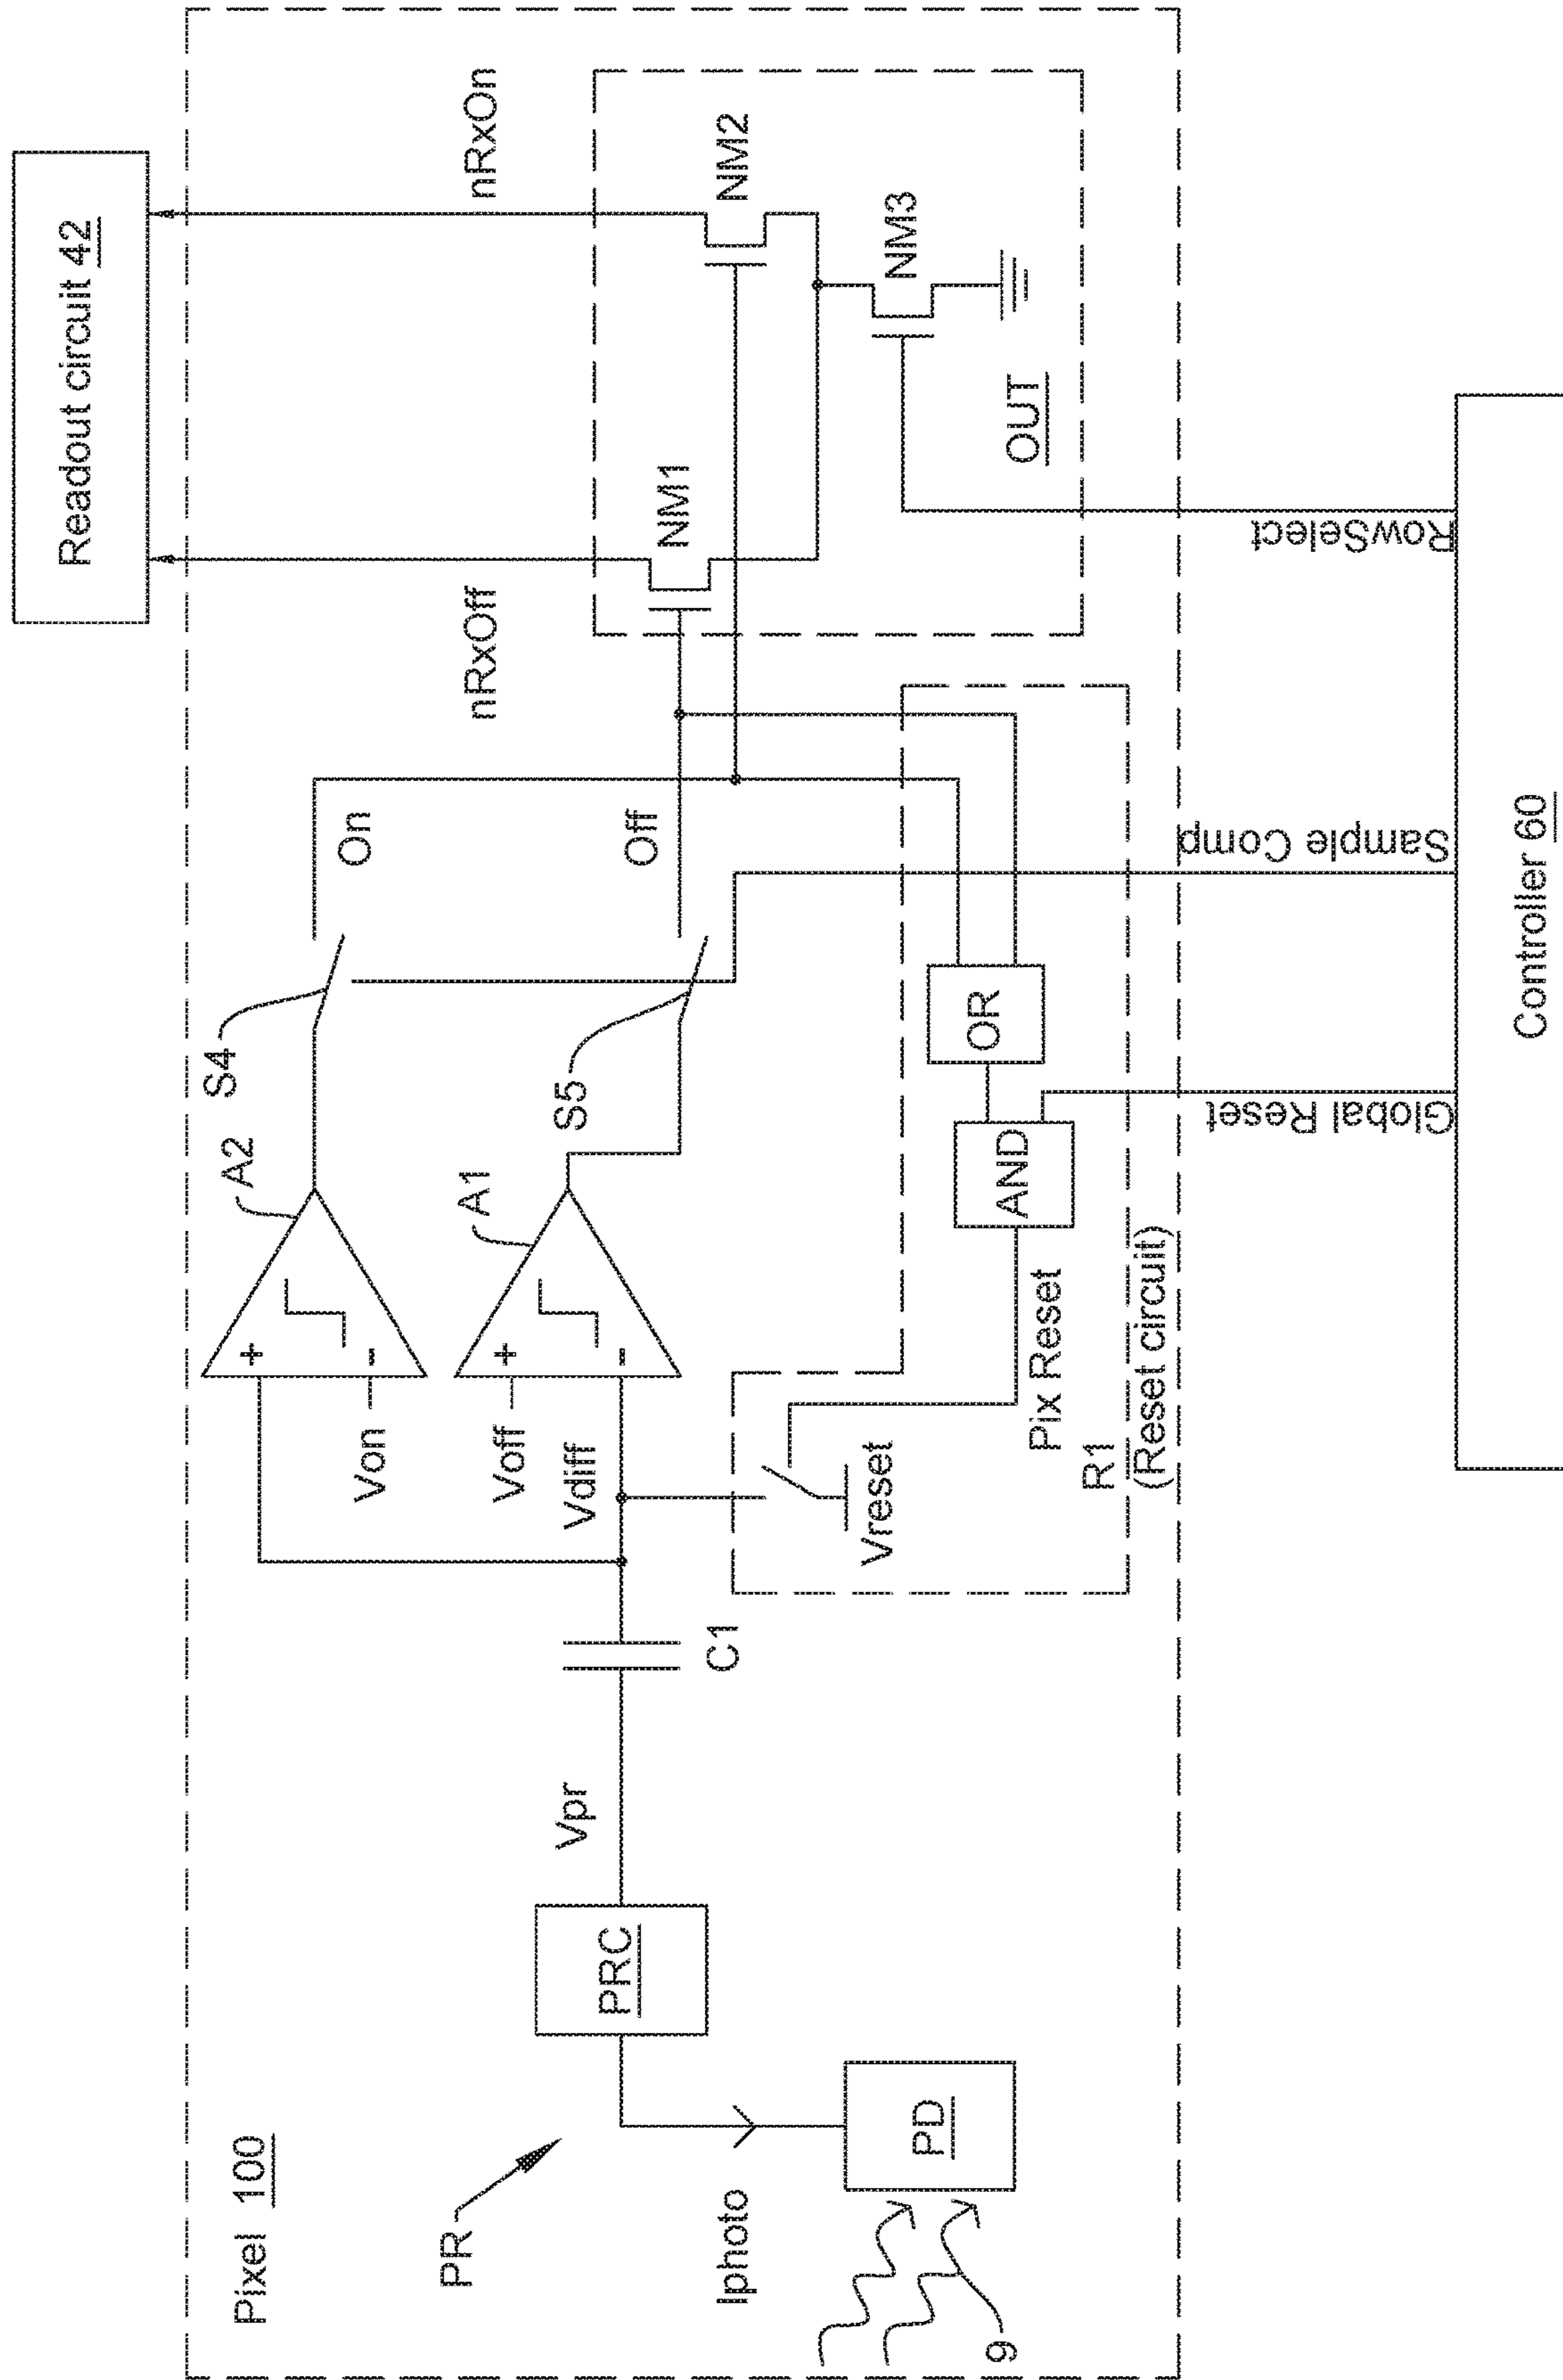 Pixel 100
PR
Iphoto
9
PD
PRC
Vpr
C1
Vdiff
Voff
Von
+
-
+
-
A2
A1
S4
S5
On
Off
Vreset
Pix Reset
R1
(Reset circuit)
AND
OR
Global Reset
Sample Comp
RowSelect
nRxOff
nRxOn
NM1
NM2
NM3
OUT
Readout circuit 42
Controller 60